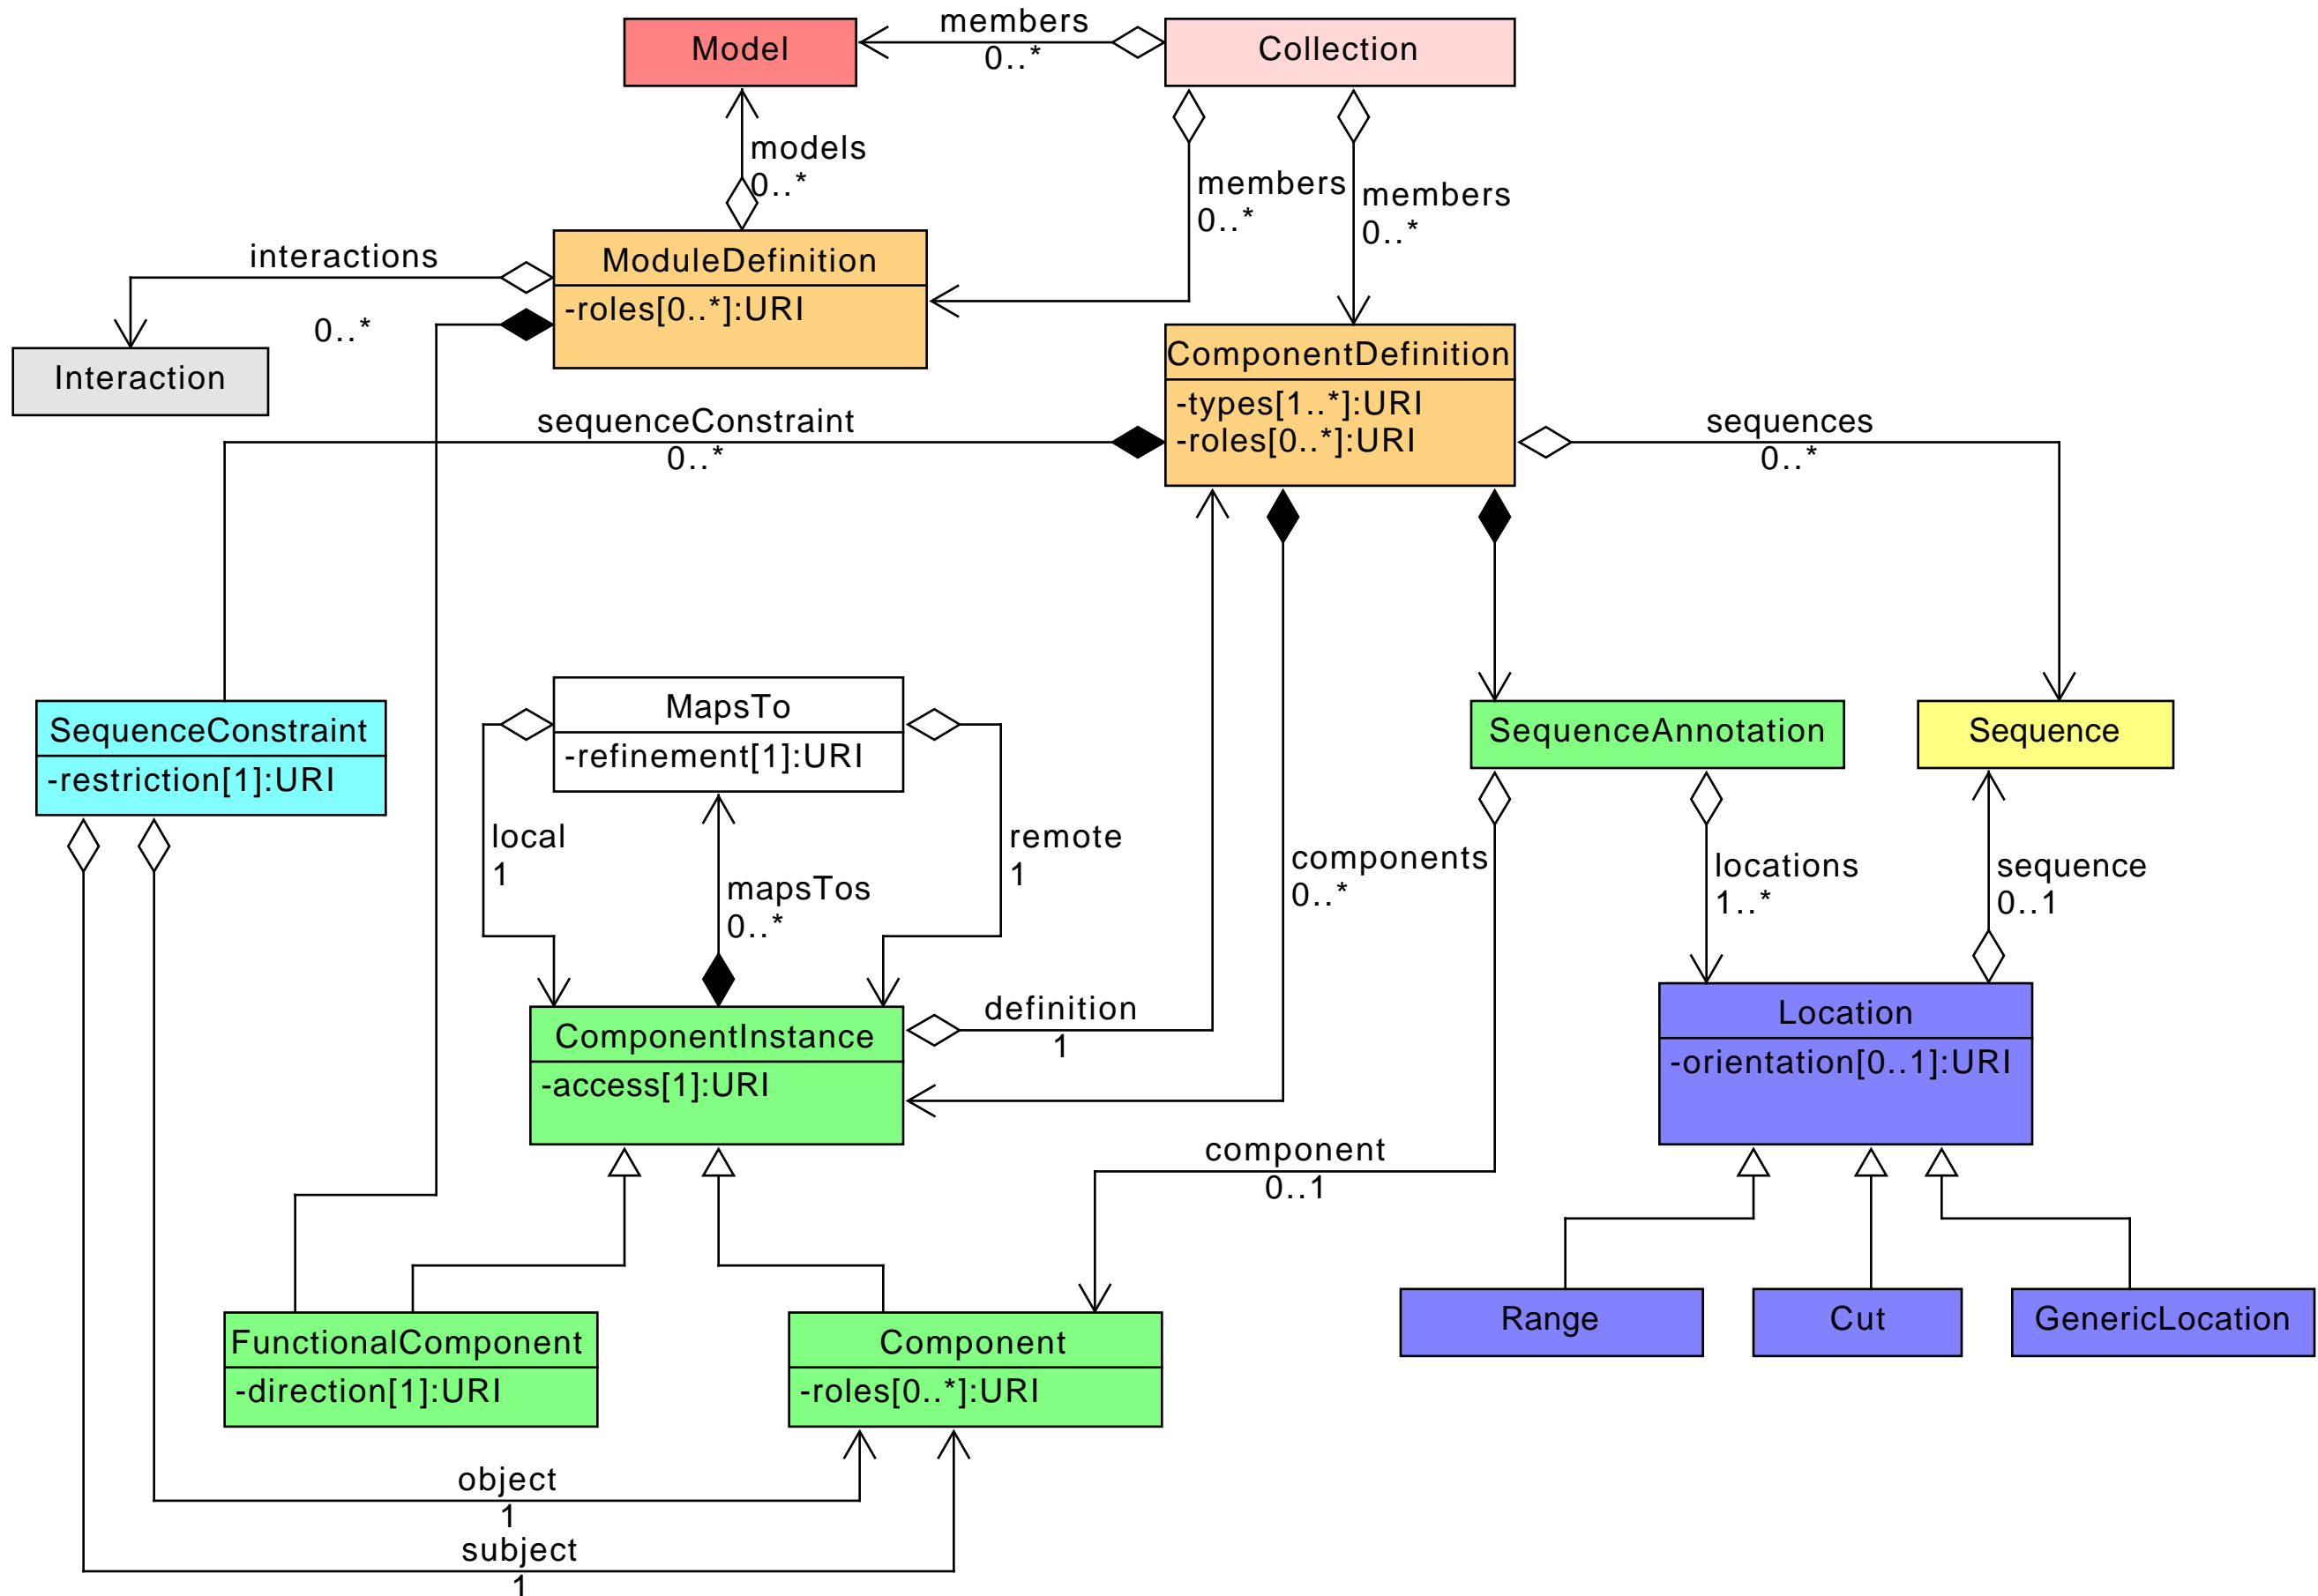 members
0..*
Model
Collection
models
0..*
members
0..*
members
0..*
interactions
0..*
ModuleDefinition
-roles[0..*]:URI
Interaction
ComponentDefinition
-types[1..*]:URI
-roles[0..*]:URI
sequenceConstraint
0..*
sequences
0..*
SequenceConstraint
-restriction[1]:URI
MapsTo
-refinement[1]:URI
SequenceAnnotation
Sequence
local
1
remote
1
mapsTos
0..*
components
0..*
locations
1..*
sequence
0..1
definition
1
ComponentInstance
-access[1]:URI
Location
-orientation[0..1]:URI
component
0..1
FunctionalComponent
-direction[1]:URI
Component
-roles[0..*]:URI
Range
Cut
GenericLocation
object
1
subject
1